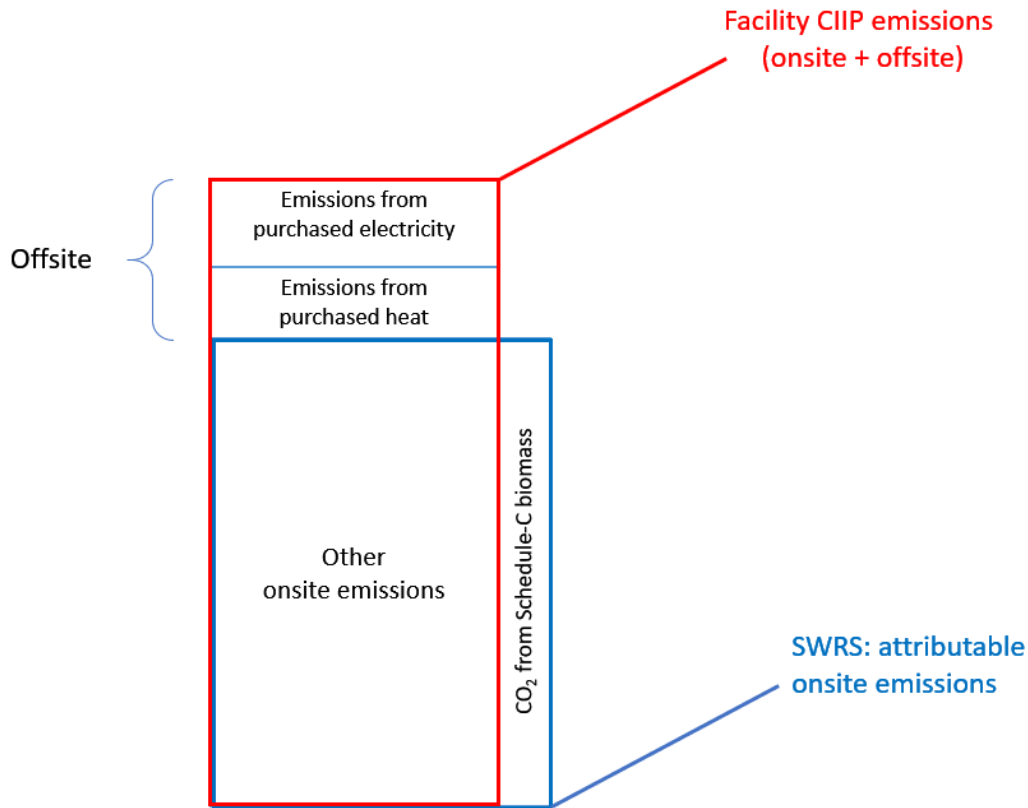 Facility CIIP emissions
(onsite + offsite)
Emissions from
purchased electricity
Offsite
Emissions from
purchased heat
Other
onsite emissions
CO₂ from Schedule-C biomass
SWRS: attributable
onsite emissions